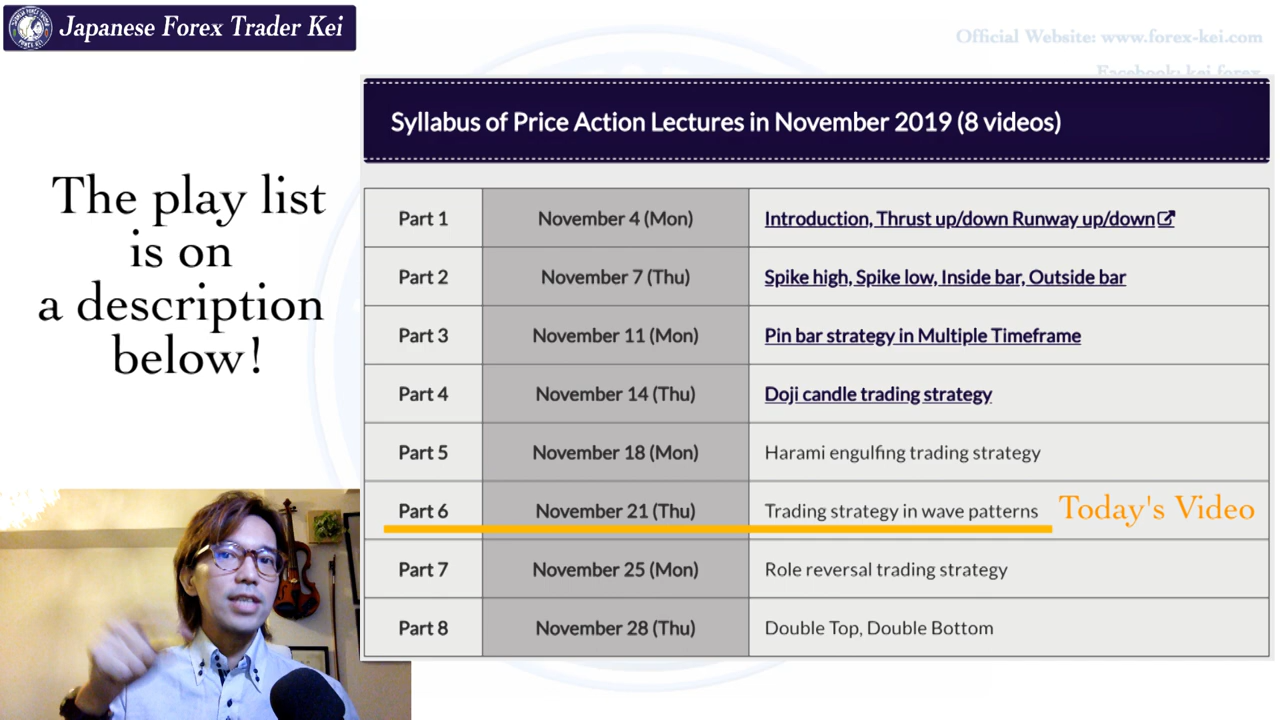 Japanese Forex Trader Kei
Official Website: www.forex-kei.com
Facebook: kei.forex
Syllabus of Price Action Lectures in November 2019 (8 videos)
The play list
is on
a description
below!
Part 1 November 4 (Mon) Introduction, Thrust up/down Runway up/down
Part 2 November 7 (Thu) Spike high, Spike low, Inside bar, Outside bar
Part 3 November 11 (Mon) Pin bar strategy in Multiple Timeframe
Part 4 November 14 (Thu) Doji candle trading strategy
Part 5 November 18 (Mon) Harami engulfing trading strategy
Part 6 November 21 (Thu) Trading strategy in wave patterns Today's Video
Part 7 November 25 (Mon) Role reversal trading strategy
Part 8 November 28 (Thu) Double Top, Double Bottom